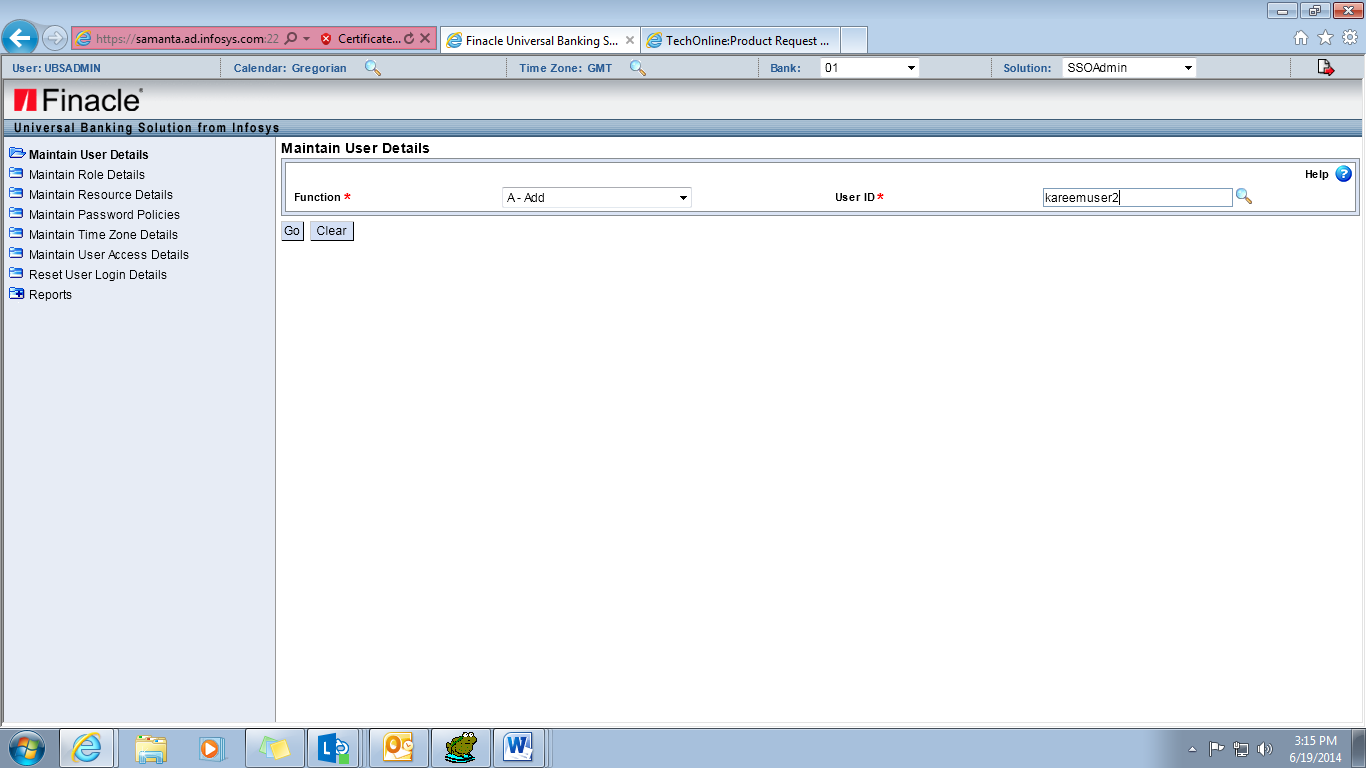 https://samanta.ad.infosys.com:22 Certificate... Finacle Universal Banking S... TechOnline:Product Request ...
User: UBSADMIN Calendar: Gregorian Time Zone: GMT Bank: 01 Solution: SSOAdmin
Finacle
Universal Banking Solution from Infosys
Maintain User Details
Maintain Role Details
Maintain Resource Details
Maintain Password Policies
Maintain Time Zone Details
Maintain User Access Details
Reset User Login Details
Reports
Maintain User Details
Help ?
Function * A - Add User ID * kareemuser2
Go Clear
3:15 PM
6/19/2014